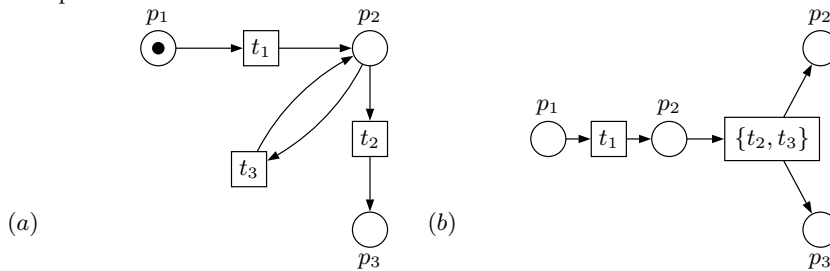 p₁
p₂
t₁
t₂
t₃
p₃
(a)
p₂
p₁
p₂
t₁
{t₂, t₃}
p₃
(b)